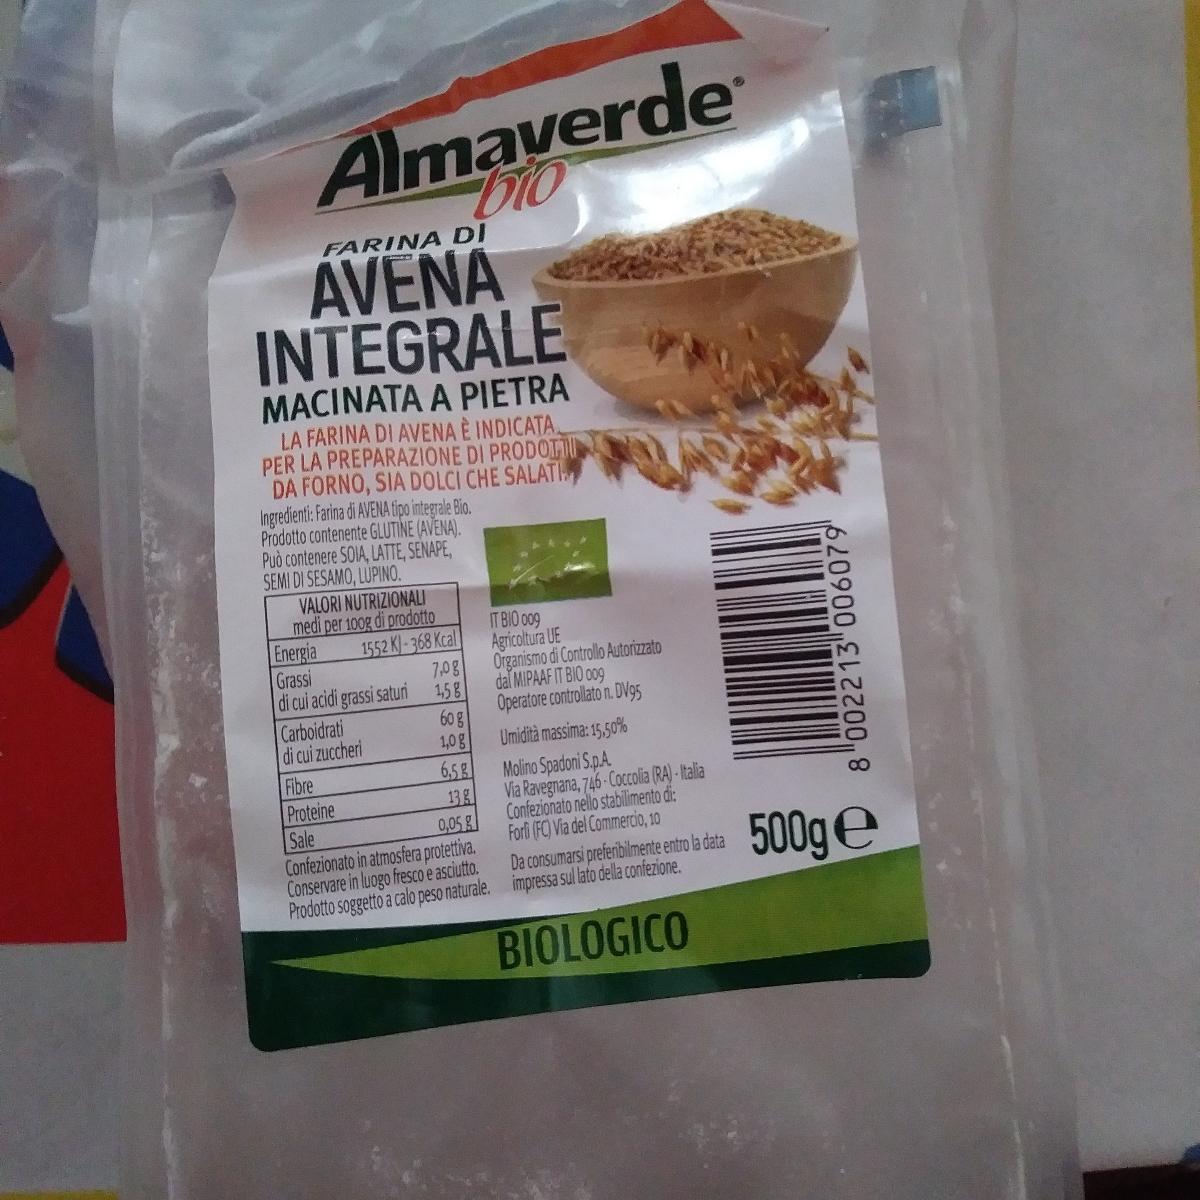 Almaverde®
bio
FARINA DI
AVENA
INTEGRALE
MACINATA A PIETRA
LA FARINA DI AVENA È INDICATA
PER LA PREPARAZIONE DI PRODOTTI
DA FORNO, SIA DOLCI CHE SALATI.
Ingredienti: Farina di AVENA tipo integrale Bio.
Prodotto contenente GLUTINE (AVENA).
Può contenere SOIA, LATTE, SENAPE,
SEMI DI SESAMO, LUPINO.
VALORI NUTRIZIONALI
medi per 100g di prodotto
Energia 1552 KJ - 368 Kcal
Grassi 7,0 g
di cui acidi grassi saturi 1,5 g
Carboidrati 60 g
di cui zuccheri 1,0 g
Fibre 6,5 g
Proteine 13 g
Sale 0,05 g
Confezionato in atmosfera protettiva.
Conservare in luogo fresco e asciutto.
Prodotto soggetto a calo peso naturale.
IT BIO 009
Agricoltura UE
Organismo di Controllo Autorizzato
dal MIPAAF IT BIO 009
Operatore controllato n. DV95
Umidità massima: 15,50%
Molino Spadoni S.p.A.
Via Ravegnana, 746 - Coccolia (RA) - Italia
Confezionato nello stabilimento di:
Forlì (FC) Via del Commercio, 10
Da consumarsi preferibilmente entro la data
impressa sul lato della confezione.
8 002213 006079
500g e
BIOLOGICO